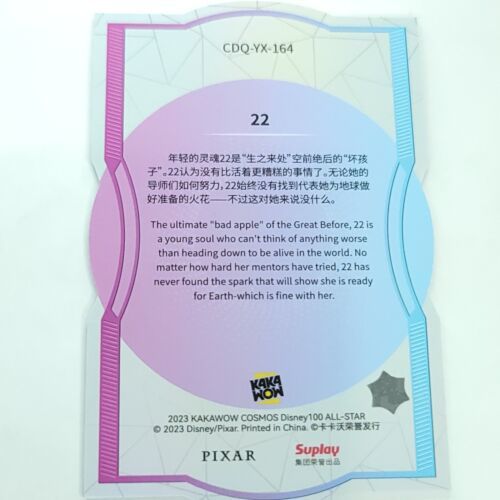 CDQ-YX-164
22
年轻的灵魂22是“生之来处”空前绝后的“坏孩
子”。22认为没有比活着更糟糕的事情了。无论她的
导师们如何努力,22始终没有找到代表她为地球做
好准备的火花——不过这对她来说没什么。
The ultimate "bad apple" of the Great Before, 22 is
a young soul who can't think of anything worse
than heading down to be alive in the world. No
matter how hard her mentors have tried, 22 has
never found the spark that will show she is ready
for Earth-which is fine with her.
KAKA
WOW
2023 KAKAWOW COSMOS Disney100 ALL-STAR
© 2023 Disney/Pixar. Printed in China. ©卡卡沃荣誉发行
PIXAR
Suplay
集团荣誉出品